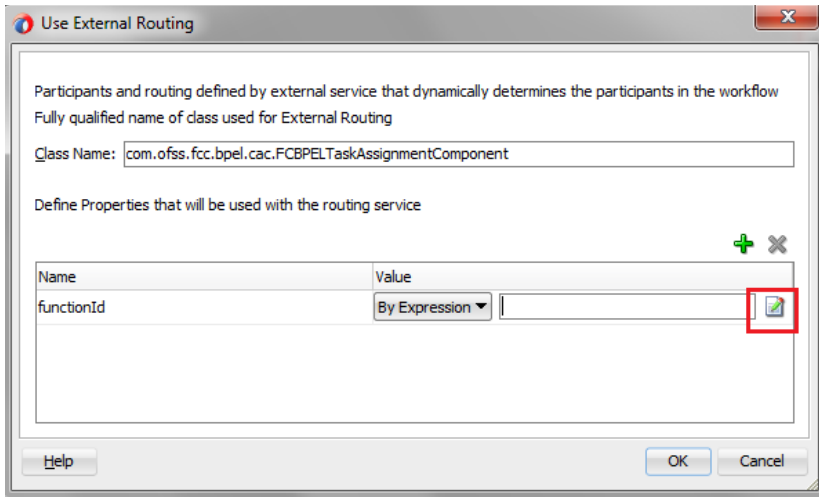 Use External Routing
Participants and routing defined by external service that dynamically determines the participants in the workflow
Fully qualified name of class used for External Routing
Class Name: com.ofss.fcc.bpel.cac.FCBPELTaskAssignmentComponent
Define Properties that will be used with the routing service
Name Value
functionId By Expression
Help OK Cancel